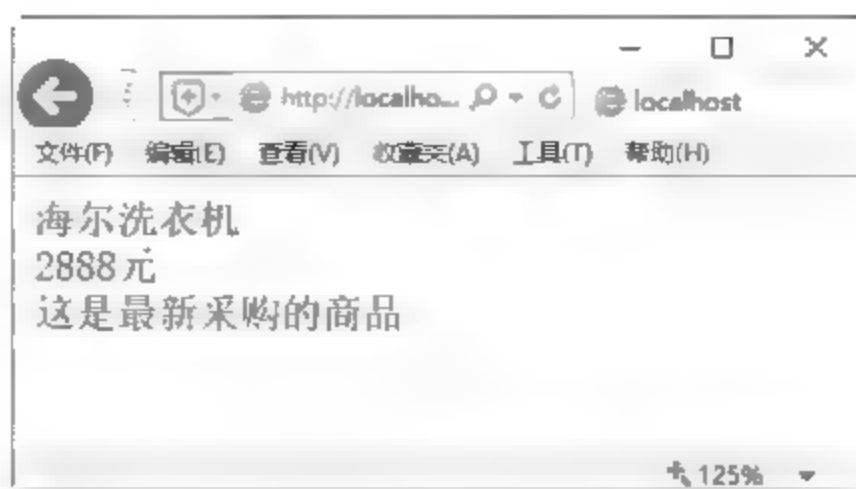 http://localho... localhost
文件(F) 编辑(E) 查看(V) 收藏夹(A) 工具(T) 帮助(H)
海尔洗衣机
2888元
这是最新采购的商品
125%